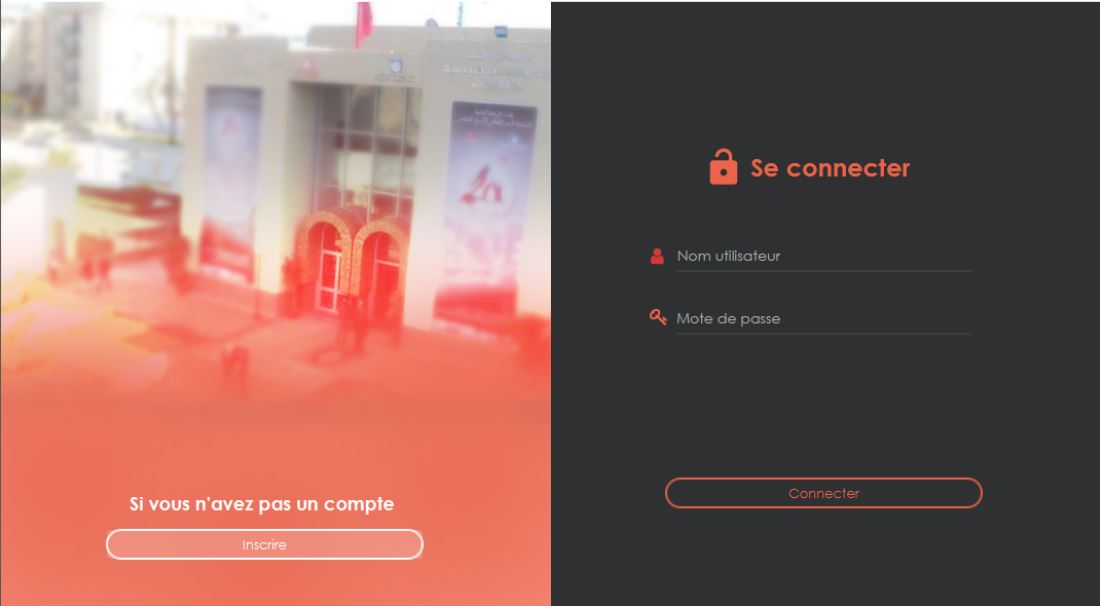 Se connecter
Nom utilisateur
Mote de passe
Connecter
Si vous n'avez pas un compte
Inscrire